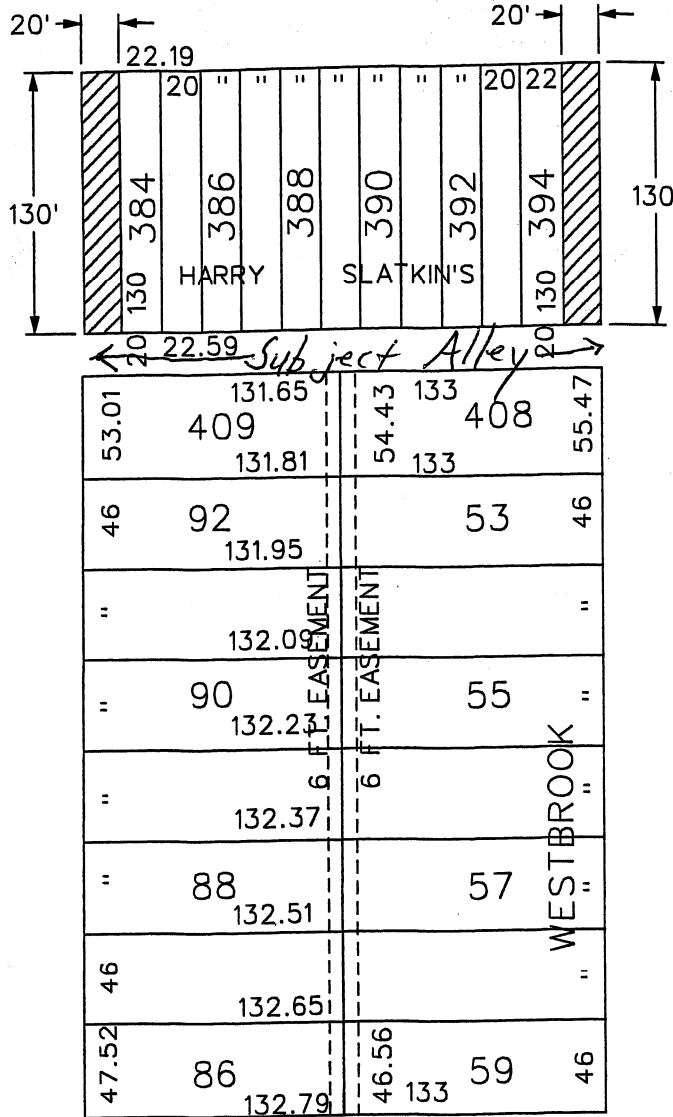 20' 20'
22.19
20 " " " " " " " 20 22
130' 384 386 388 390 392 394 130
HARRY SLATKIN'S
130 130
20 22.59 Subject Alley 20
131.65 133
53.01 409 54.43 408 55.47
131.81 133
46 92 53 46
131.95
" "
132.09
6 FT. EASEMENT 6 FT. EASEMENT
" 90 55 "
132.23
WESTBROOK
" "
132.37
" 88 57 "
132.51
46 "
132.65
47.52 86 46.56 59 46
132.79 133